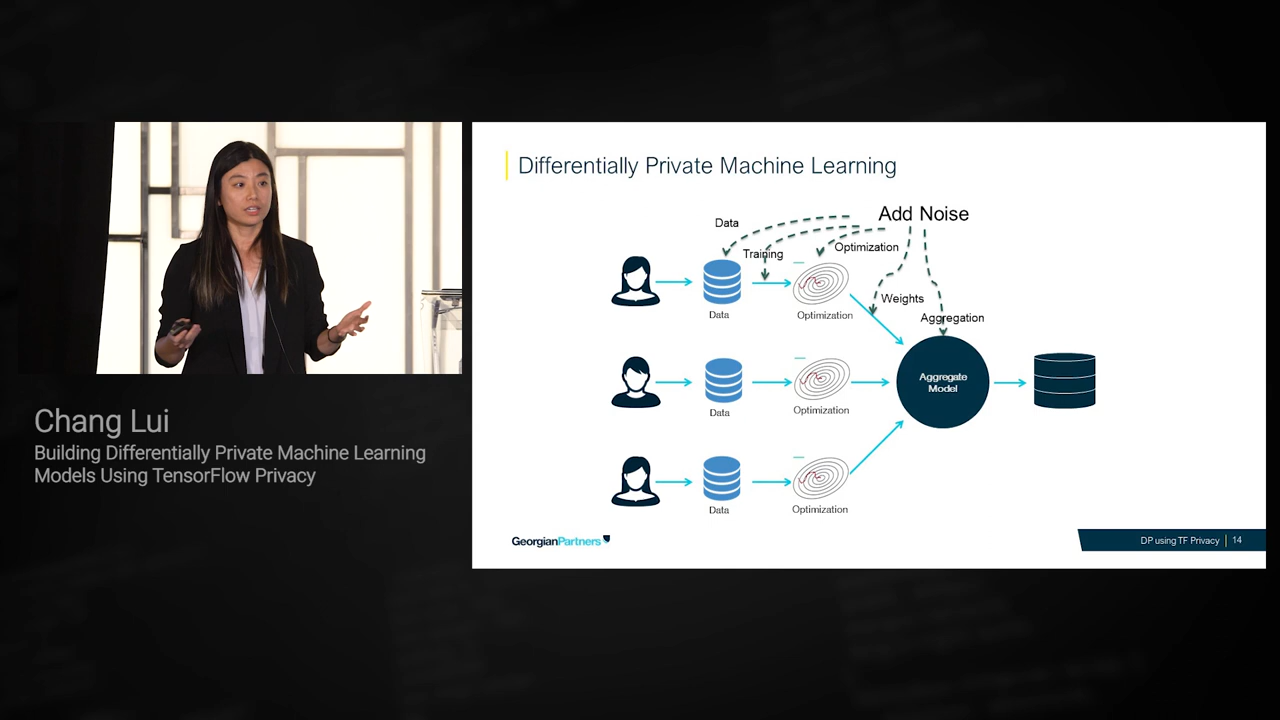 Differentially Private Machine Learning
Add Noise
Data
Training
Optimization
Weights
Aggregation
Data
Optimization
Aggregate
Model
Data
Optimization
Data
Optimization
GeorgianPartners
DP using TF Privacy | 14
Chang Lui
Building Differentially Private Machine Learning
Models Using TensorFlow Privacy